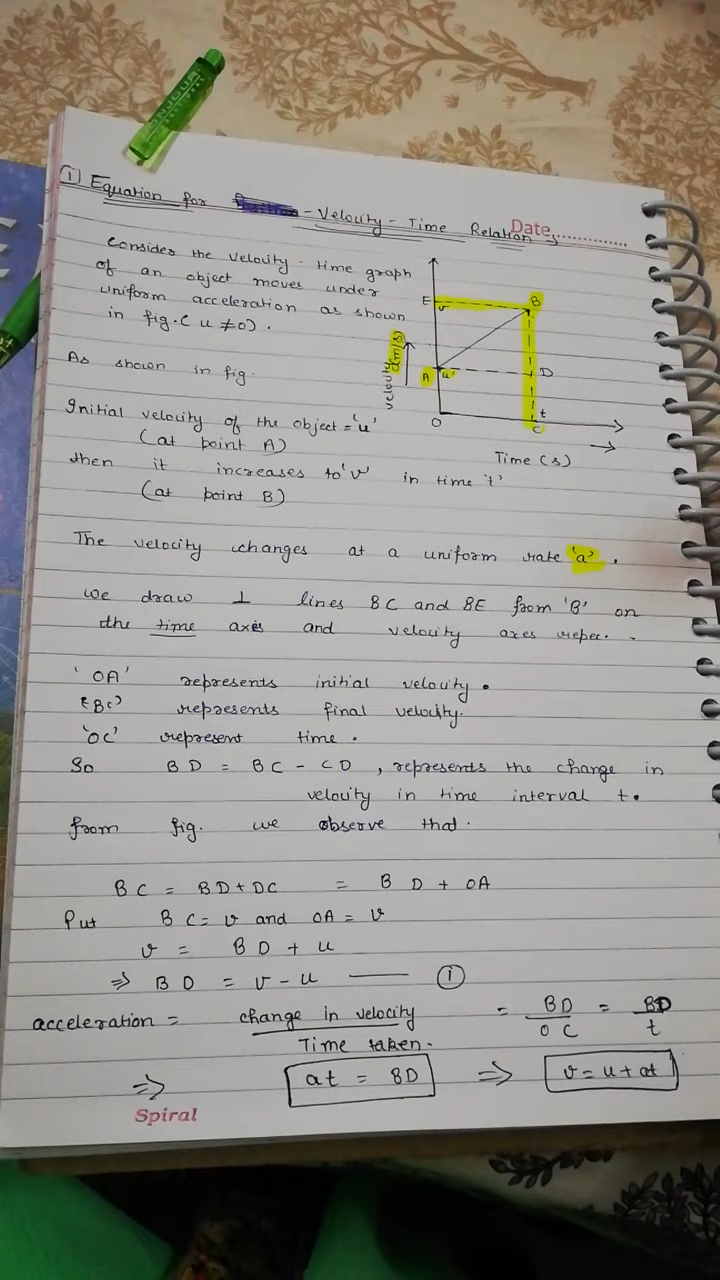 ① Equation for - Velocity - Time Relation
Date..............
Consider the velocity - time graph
of an object moves under
uniform acceleration as shown
in fig. ( u ≠ 0 ) .
As shown in fig.
Initial velocity of the object = 'u'
( at point A )
then it increases to 'v' in time 't'
( at point B )
E
v
B
velocity (m/s)
A
u
D
O
t
C
Time (s)
The velocity changes at a uniform rate 'a' .
We draw ⊥ lines BC and BE from 'B' on
the time axis and velocity axes repec. .
'OA' represents initial velocity .
'BC' represents final velocity.
'OC' represent time .
So BD = BC - CD , represents the change in
velocity in time interval t.
from fig. we observe that .
BC = BD + DC = BD + OA
Put BC = v and OA = v
v = BD + u
⇒ BD = v - u —— ①
acceleration = change in velocity / Time taken. = BD / OC = BD / t
⇒ at = BD ⇒ v = u + at
Spiral